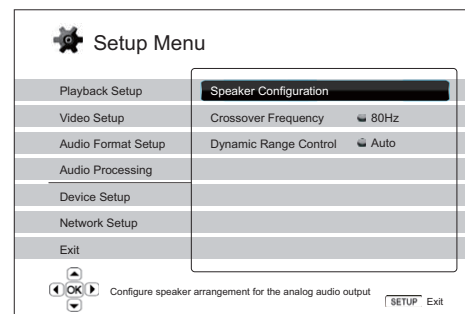 Setup Menu
Playback Setup
Speaker Configuration
Video Setup
Crossover Frequency 80Hz
Audio Format Setup
Dynamic Range Control Auto
Audio Processing
Device Setup
Network Setup
Exit
OK
Configure speaker arrangement for the analog audio output
SETUP Exit